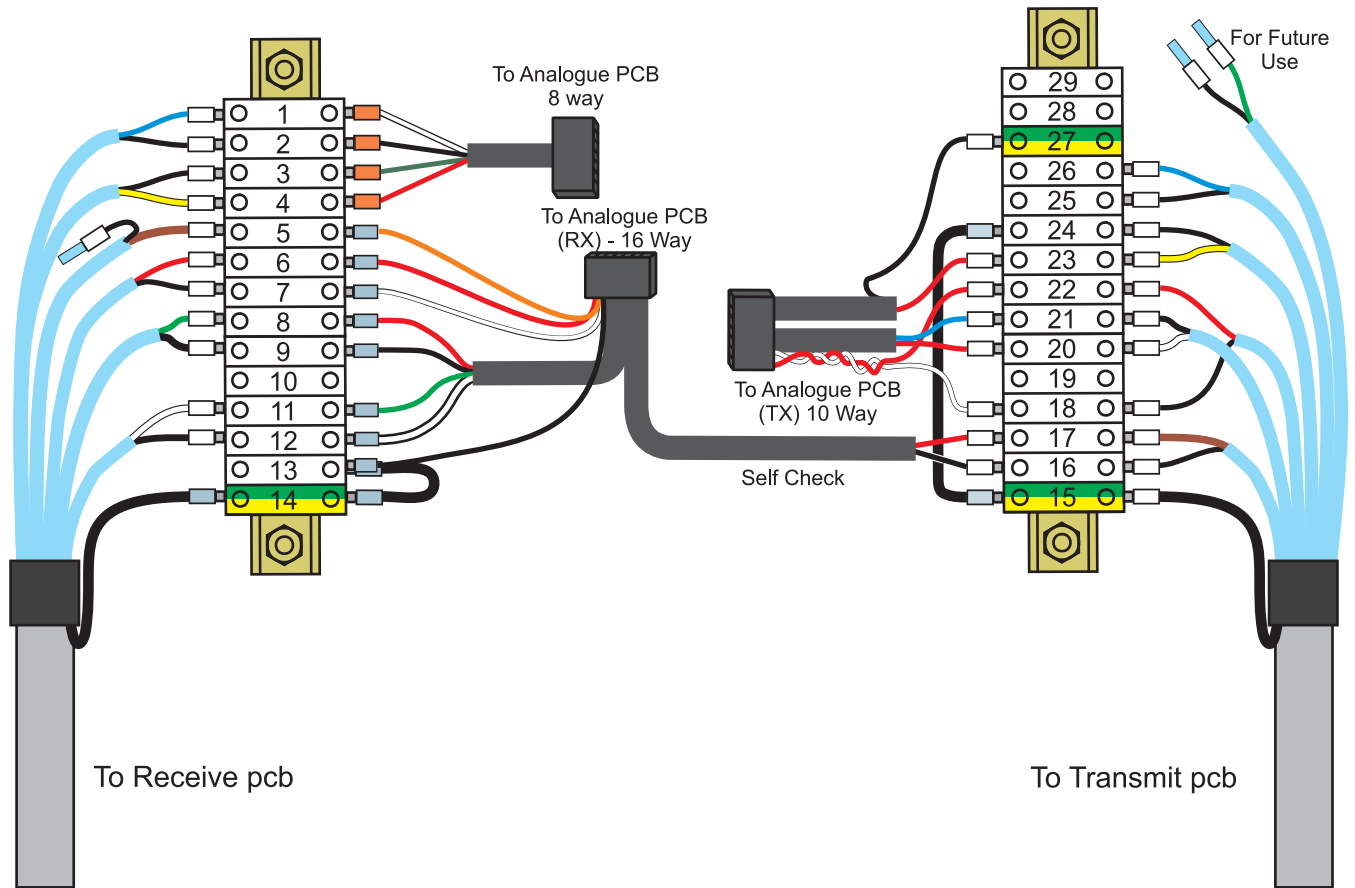 To Analogue PCB
8 way
To Analogue PCB
(RX) - 16 Way
1
2
3
4
5
6
7
8
9
10
11
12
13
14
To Receive pcb
Self Check
To Analogue PCB
(TX) 10 Way
29
28
27
26
25
24
23
22
21
20
19
18
17
16
15
For Future
Use
To Transmit pcb